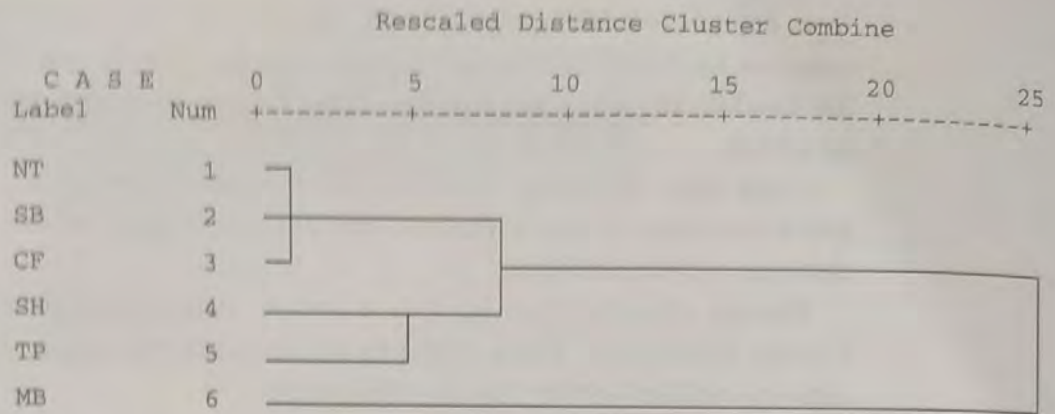 Rescaled Distance Cluster Combine
C A S E 0 5 10 15 20 25
Label Num +---------+---------+---------+---------+---------+
NT 1
SB 2
CF 3
SH 4
TP 5
MB 6